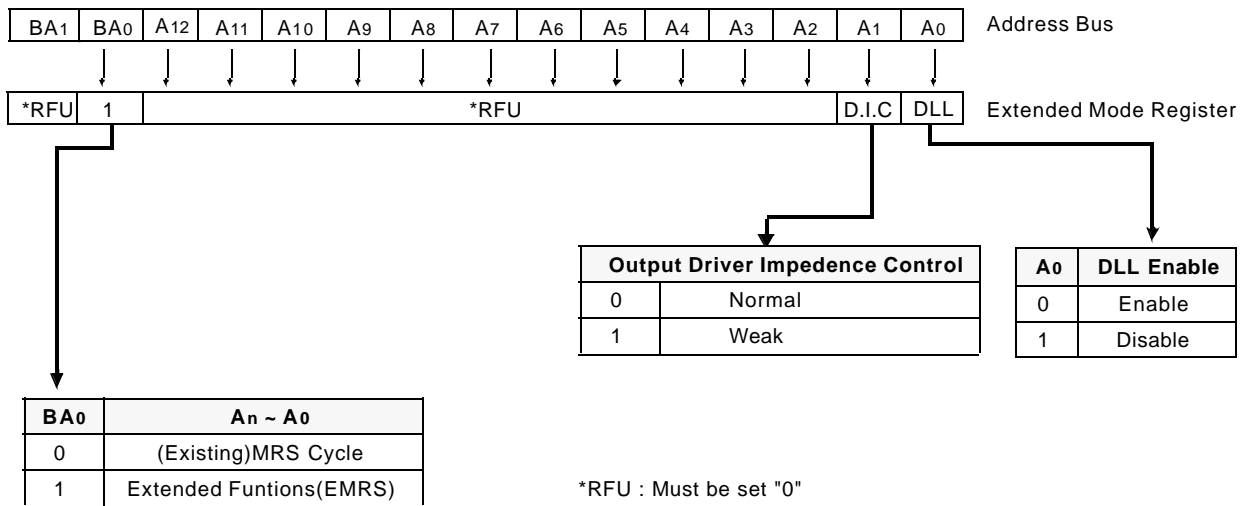 BA1 BA0 A12 A11 A10 A9 A8 A7 A6 A5 A4 A3 A2 A1 A0 Address Bus
*RFU 1 *RFU D.I.C DLL Extended Mode Register
Output Driver Impedence Control
0 Normal
1 Weak
A0 DLL Enable
0 Enable
1 Disable
BA0 An ~ A0
0 (Existing)MRS Cycle
1 Extended Funtions(EMRS)
*RFU : Must be set "0"